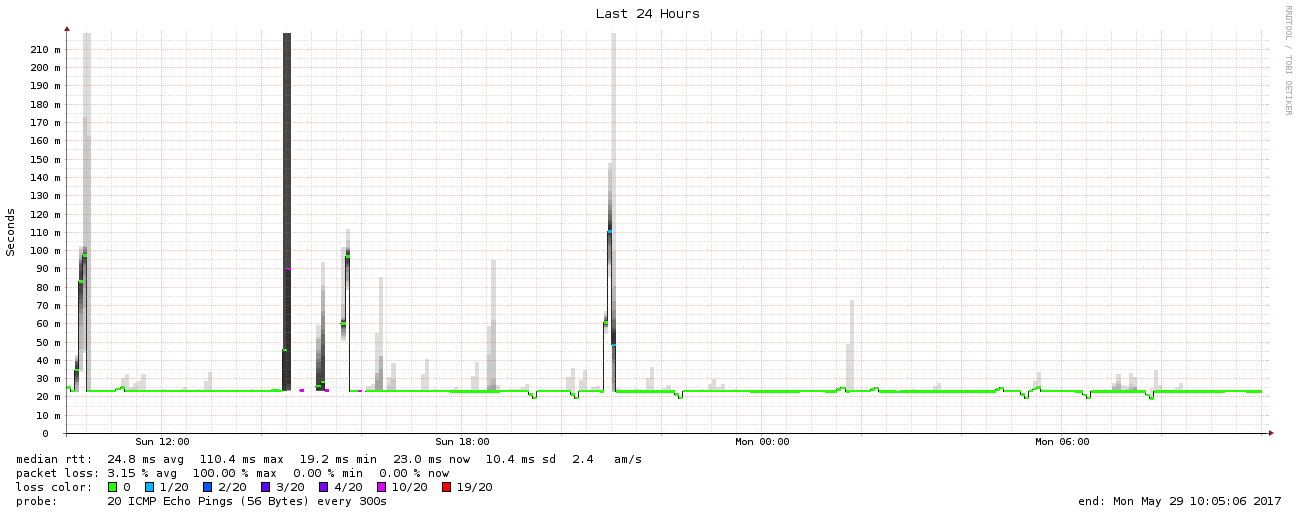 Last 24 Hours
RRDTOOL / TOBI OETIKER
Seconds
210 m
200 m
190 m
180 m
170 m
160 m
150 m
140 m
130 m
120 m
110 m
100 m
90 m
80 m
70 m
60 m
50 m
40 m
30 m
20 m
10 m
0
Sun 12:00 Sun 18:00 Mon 00:00 Mon 06:00
median rtt: 24.8 ms avg 110.4 ms max 19.2 ms min 23.0 ms now 10.4 ms sd 2.4 am/s
packet loss: 3.15 % avg 100.00 % max 0.00 % min 0.00 % now
loss color: 0 1/20 2/20 3/20 4/20 10/20 19/20
probe: 20 ICMP Echo Pings (56 Bytes) every 300s end: Mon May 29 10:05:06 2017